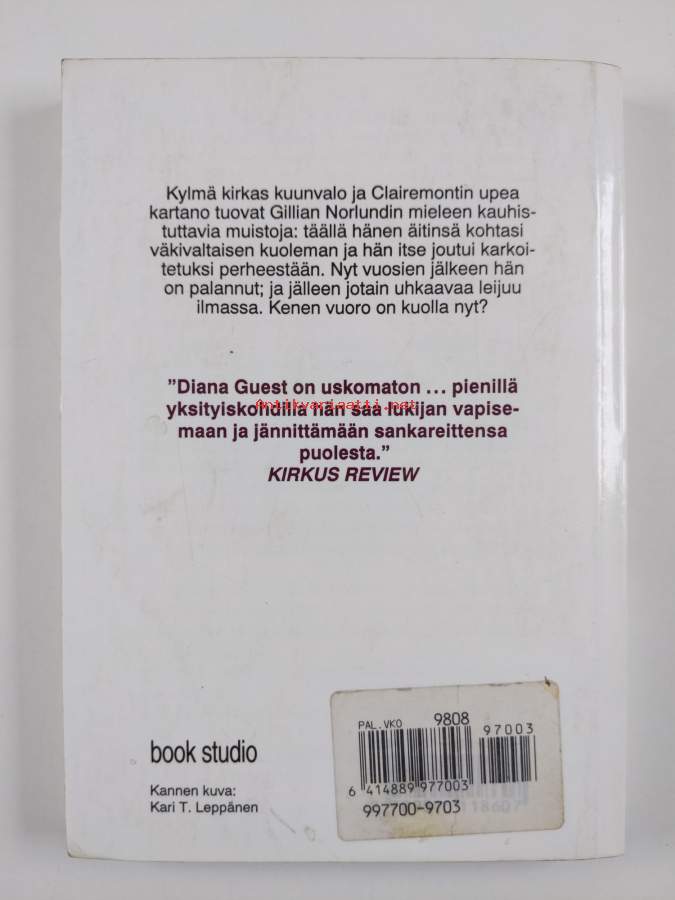 Kylmä kirkas kuunvalo ja Clairemontin upea
kartano tuovat Gillian Norlundin mieleen kauhis-
tuttavia muistoja: täällä hänen äitinsä kohtasi
väkivaltaisen kuoleman ja hän itse joutui karkoi-
tetuksi perheestään. Nyt vuosien jälkeen hän
on palannut; ja jälleen jotain uhkaavaa leijuu
ilmassa. Kenen vuoro on kuolla nyt?
”Diana Guest on uskomaton ... pienillä
yksityiskohdilla hän saa lukijan vapise-
Antikvariaatti.net
maan ja jännittämään sankareittensa
puolesta.”
KIRKUS REVIEW
book studio
Kannen kuva:
Kari T. Leppänen
PAL.VKO 9808
97003
6 414889 977003
997700-9703
118607